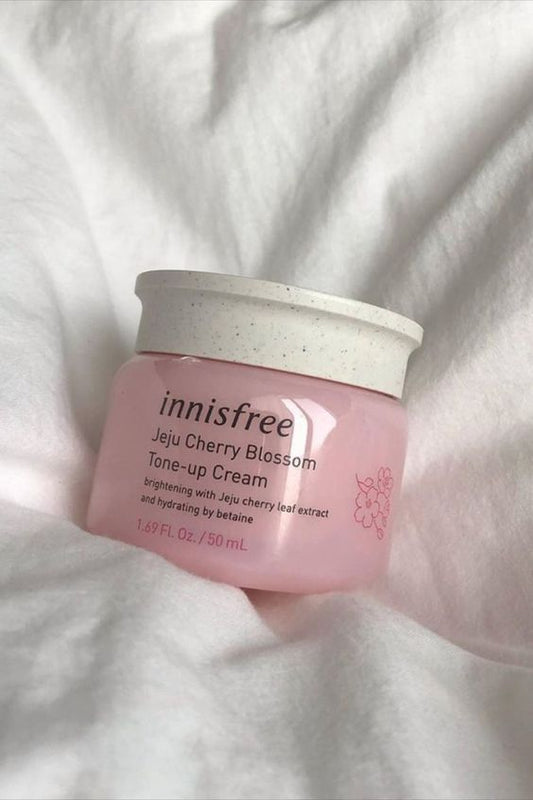 innisfree
Jeju Cherry Blossom
Tone-up Cream
brightening with Jeju cherry leaf extract
and hydrating by betaine
1.69 Fl. Oz. / 50 mL